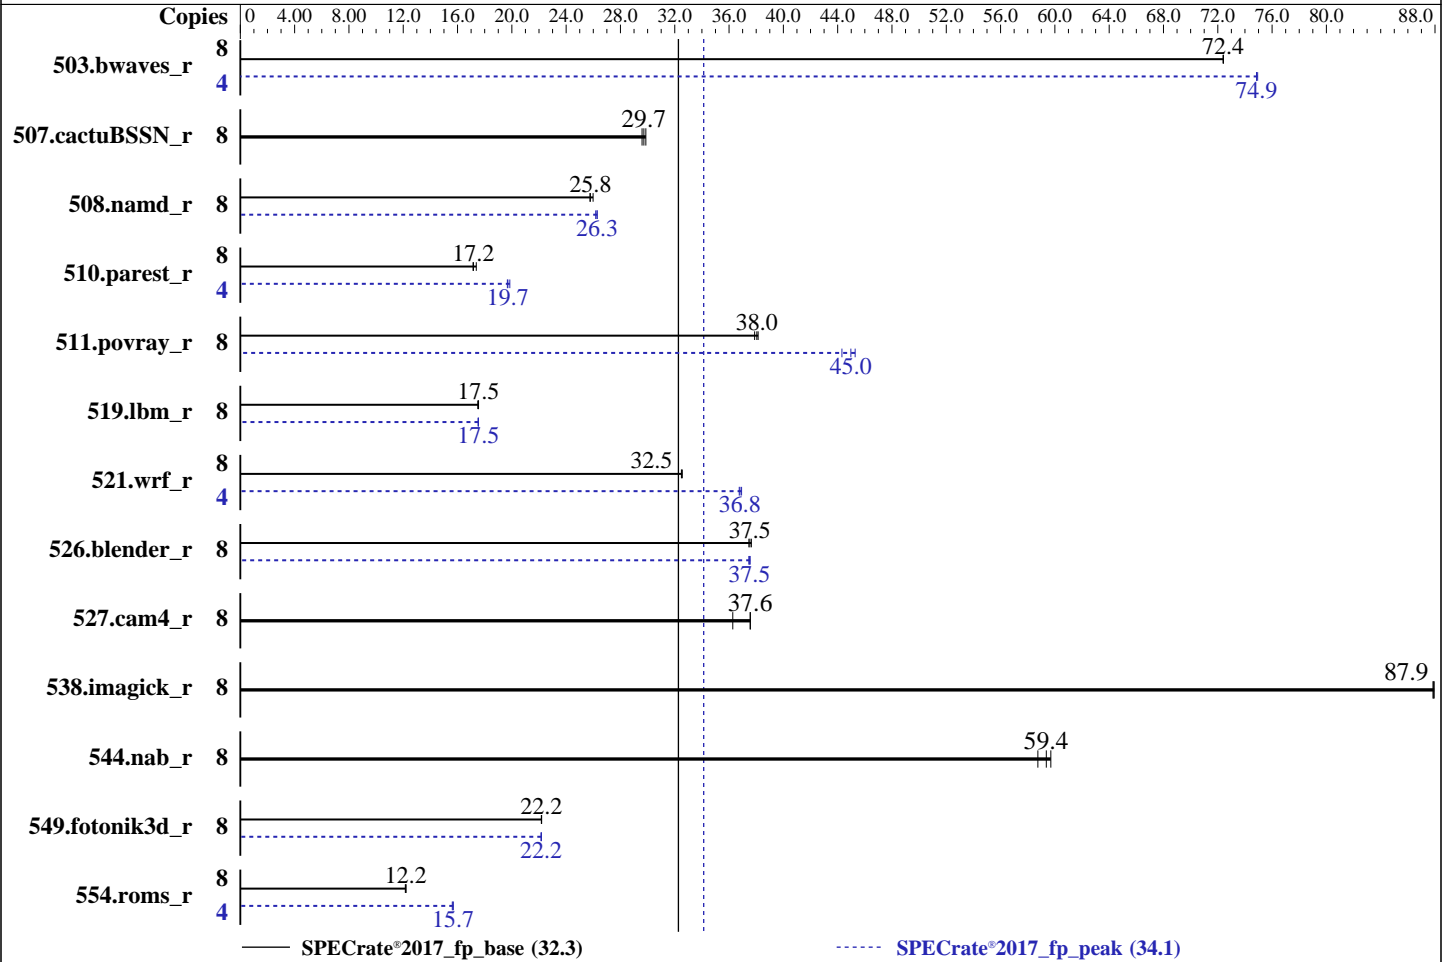 Copies 0 4.00 8.00 12.0 16.0 20.0 24.0 28.0 32.0 36.0 40.0 44.0 48.0 52.0 56.0 60.0 64.0 68.0 72.0 76.0 80.0 88.0
503.bwaves_r 8 72.4
4 74.9
507.cactuBSSN_r 8 29.7
508.namd_r 8 25.8
26.3
510.parest_r 8 17.2
4 19.7
511.povray_r 8 38.0
45.0
519.lbm_r 8 17.5
17.5
521.wrf_r 8 32.5
4 36.8
526.blender_r 8 37.5
37.5
527.cam4_r 8 37.6
538.imagick_r 8 87.9
544.nab_r 8 59.4
549.fotonik3d_r 8 22.2
22.2
554.roms_r 8 12.2
4 15.7
SPECrate®2017_fp_base (32.3) SPECrate®2017_fp_peak (34.1)